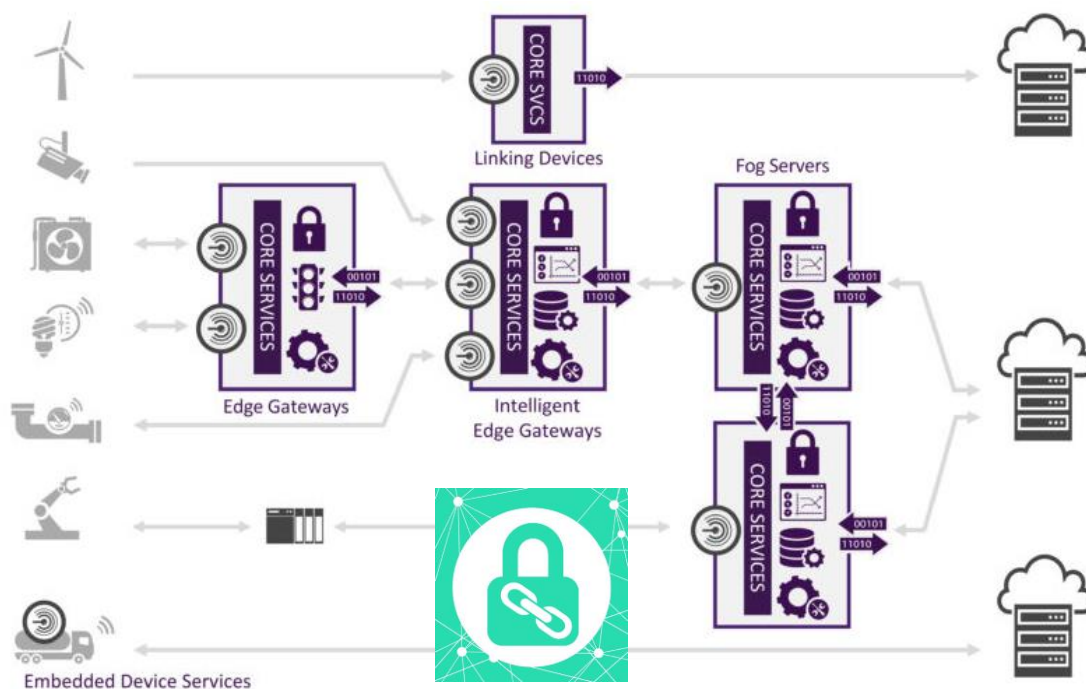 CORE SVCS
11010
Linking Devices
Fog Servers
CORE SERVICES
00101
11010
CORE SERVICES
00101
11010
CORE SERVICES
00101
11010
Edge Gateways
Intelligent
Edge Gateways
11010
00101
CORE SERVICES
00101
11010
Embedded Device Services